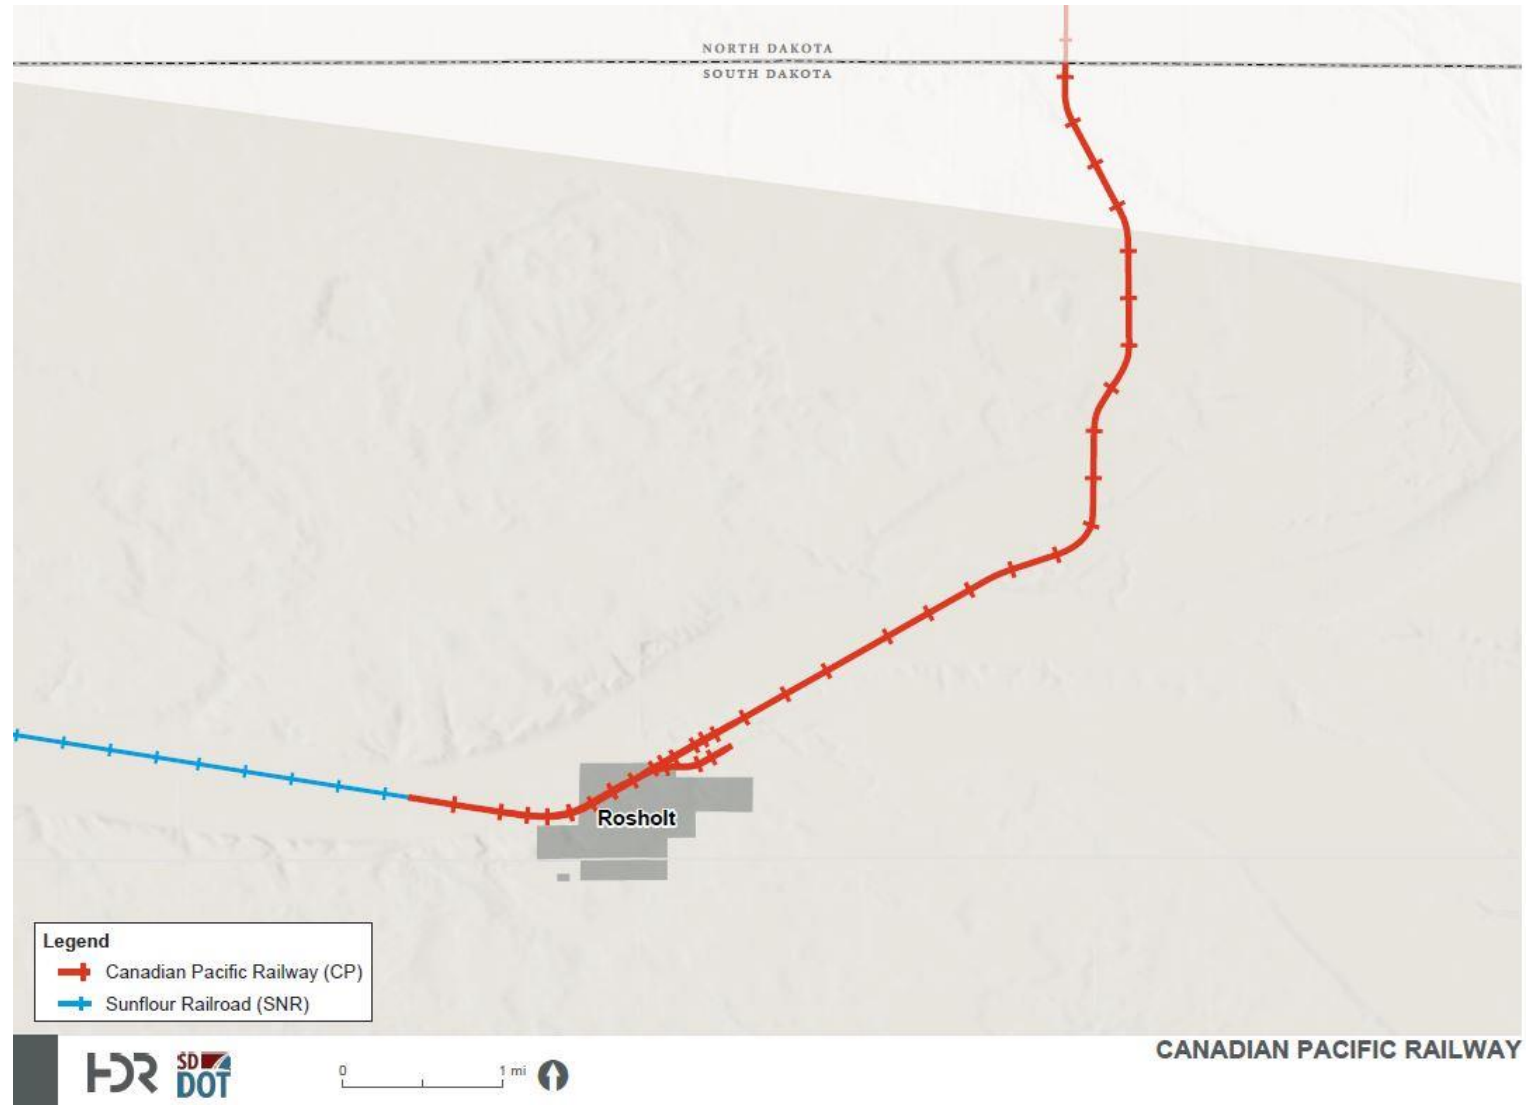 NORTH DAKOTA
SOUTH DAKOTA
Rosholt
Legend
Canadian Pacific Railway (CP)
Sunflour Railroad (SNR)
HDR
SD
DOT
0 1 mi
CANADIAN PACIFIC RAILWAY